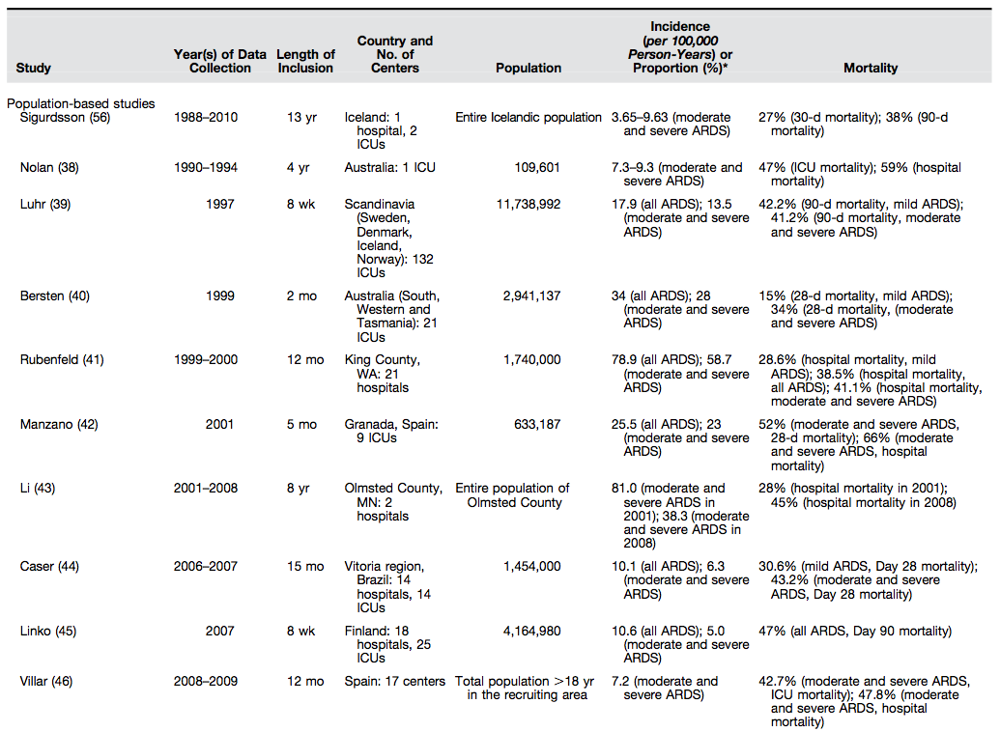 Study
Year(s) of Data Collection
Length of Inclusion
Country and No. of Centers
Population
Incidence (per 100,000 Person-Years) or Proportion (%)*
Mortality
Population-based studies
Sigurdsson (56) 1988–2010 13 yr Iceland: 1 Entire Icelandic population 3.65–9.63 (moderate 27% (30-d mortality); 38% (90-d
hospital, 2 and severe ARDS) mortality)
ICUs
Nolan (38) 1990–1994 4 yr Australia: 1 ICU 109,601 7.3–9.3 (moderate and 47% (ICU mortality); 59% (hospital
severe ARDS) mortality)
Luhr (39) 1997 8 wk Scandinavia 11,738,992 17.9 (all ARDS); 13.5 42.2% (90-d mortality, mild ARDS);
(Sweden, (moderate and severe 41.2% (90-d mortality, moderate
Denmark, ARDS) and severe ARDS)
Iceland,
Norway): 132
ICUs
Bersten (40) 1999 2 mo Australia (South, 2,941,137 34 (all ARDS); 28 15% (28-d mortality, mild ARDS);
Western and (moderate and severe 34% (28-d mortality, (moderate
Tasmania): 21 ARDS) and severe ARDS)
ICUs
Rubenfeld (41) 1999–2000 12 mo King County, 1,740,000 78.9 (all ARDS); 58.7 28.6% (hospital mortality, mild
WA: 21 (moderate and severe ARDS); 38.5% (hospital mortality,
hospitals ARDS) all ARDS); 41.1% (hospital mortality,
moderate and severe ARDS)
Manzano (42) 2001 5 mo Granada, Spain: 633,187 25.5 (all ARDS); 23 52% (moderate and severe ARDS,
9 ICUs (moderate and severe 28-d mortality); 66% (moderate
ARDS) and severe ARDS, hospital
mortality)
Li (43) 2001–2008 8 yr Olmsted County, Entire population of 81.0 (moderate and 28% (hospital mortality in 2001);
MN: 2 Olmsted County severe ARDS in 45% (hospital mortality in 2008)
hospitals 2001); 38.3 (moderate
and severe ARDS in
2008)
Caser (44) 2006–2007 15 mo Vitoria region, 1,454,000 10.1 (all ARDS); 6.3 30.6% (mild ARDS, Day 28 mortality);
Brazil: 14 (moderate and severe 43.2% (moderate and severe
hospitals, 14 ARDS) ARDS, Day 28 mortality)
ICUs
Linko (45) 2007 8 wk Finland: 18 4,164,980 10.6 (all ARDS); 5.0 47% (all ARDS, Day 90 mortality)
hospitals, 25 (moderate and severe
ICUs ARDS)
Villar (46) 2008–2009 12 mo Spain: 17 centers Total population >18 yr 7.2 (moderate and 42.7% (moderate and severe ARDS,
in the recruiting area severe ARDS) ICU mortality); 47.8% (moderate
and severe ARDS, hospital
mortality)